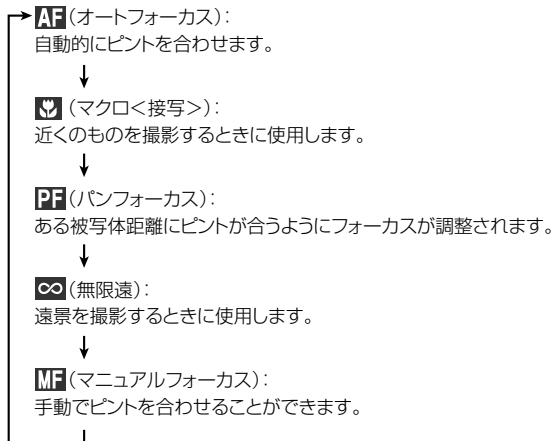 AF(オートフォーカス):
自動的にピントを合わせます。
(マクロ<接写>):
近くのものを撮影するときに使用します。
PF(パンフォーカス):
ある被写体距離にピントが合うようにフォーカスが調整されます。
∞(無限遠):
遠景を撮影するときに使用します。
MF(マニュアルフォーカス):
手動でピントを合わせることができます。